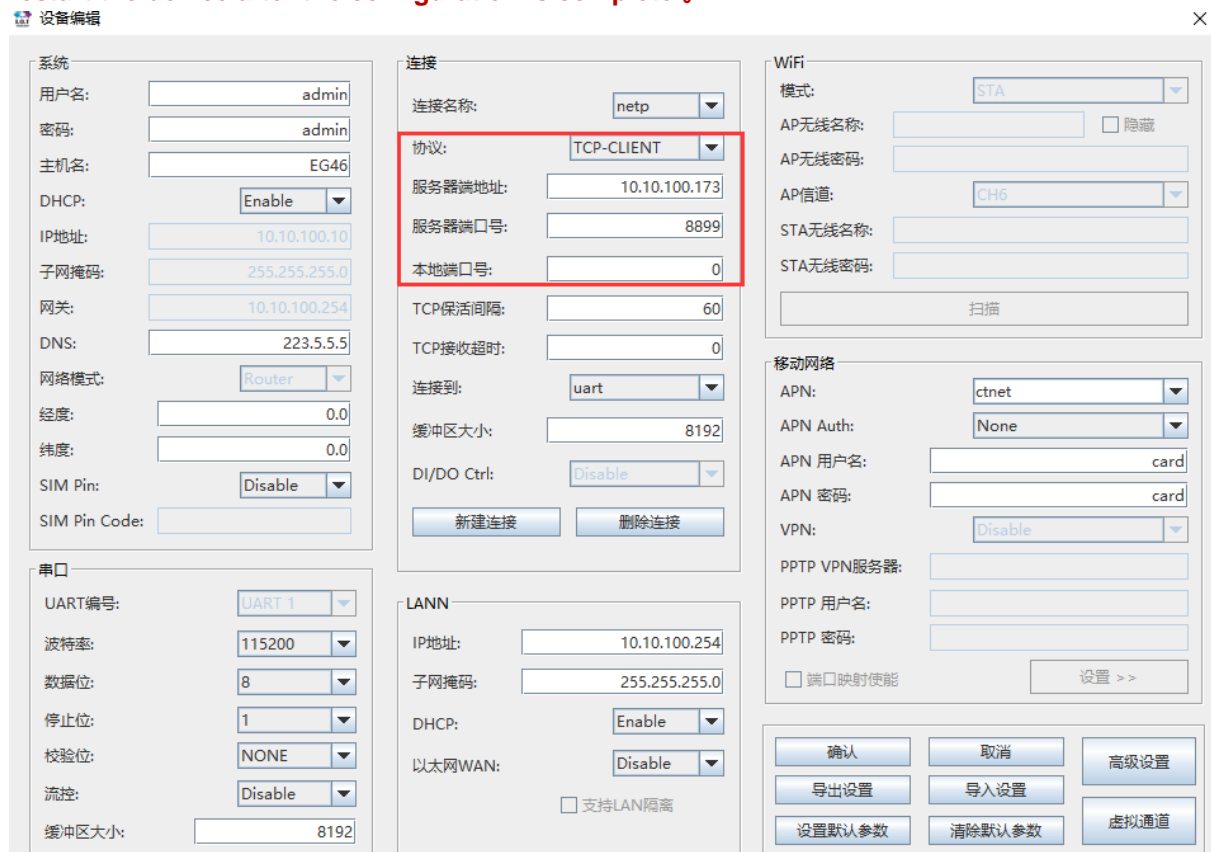 设备编辑
系统
用户名: admin
密码: admin
主机名: EG46
DHCP: Enable
IP地址: 10.10.100.10
子网掩码: 255.255.255.0
网关: 10.10.100.254
DNS: 223.5.5.5
网络模式: Router
经度: 0.0
纬度: 0.0
SIM Pin: Disable
SIM Pin Code:
串口
UART编号: UART 1
波特率: 115200
数据位: 8
停止位: 1
校验位: NONE
流控: Disable
缓冲区大小: 8192
连接
连接名称: netp
协议: TCP-CLIENT
服务器端地址: 10.10.100.173
服务器端口号: 8899
本地端口号: 0
TCP保活间隔: 60
TCP接收超时: 0
连接到: uart
缓冲区大小: 8192
DI/DO Ctrl: Disable
新建连接 删除连接
LANN
IP地址: 10.10.100.254
子网掩码: 255.255.255.0
DHCP: Enable
以太网WAN: Disable
支持LAN隔离
WiFi
模式: STA
AP无线名称: 隐藏
AP无线密码:
AP信道: CH6
STA无线名称:
STA无线密码:
扫描
移动网络
APN: ctnet
APN Auth: None
APN 用户名: card
APN 密码: card
VPN: Disable
PPTP VPN服务器:
PPTP 用户名:
PPTP 密码:
端口映射使能 设置 >>
确认 取消 高级设置
导出设置 导入设置
设置默认参数 清除默认参数 虚拟通道